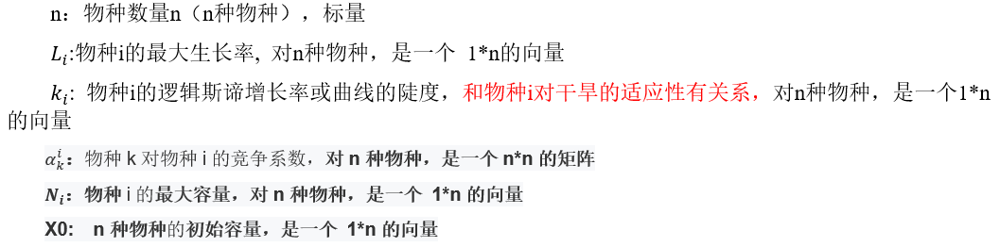 n：物种数量n（n种物种），标量
L_i:物种i的最大生长率, 对n种物种，是一个 1*n的向量
k_i: 物种i的逻辑斯谛增长率或曲线的陡度，和物种i对干旱的适应性有关系，对n种物种，是一个1*n
的向量
α_k^i：物种 k 对物种 i 的竞争系数，对 n 种物种，是一个 n*n 的矩阵
N_i：物种 i 的最大容量，对 n 种物种，是一个 1*n 的向量
X0: n 种物种的初始容量，是一个 1*n 的向量